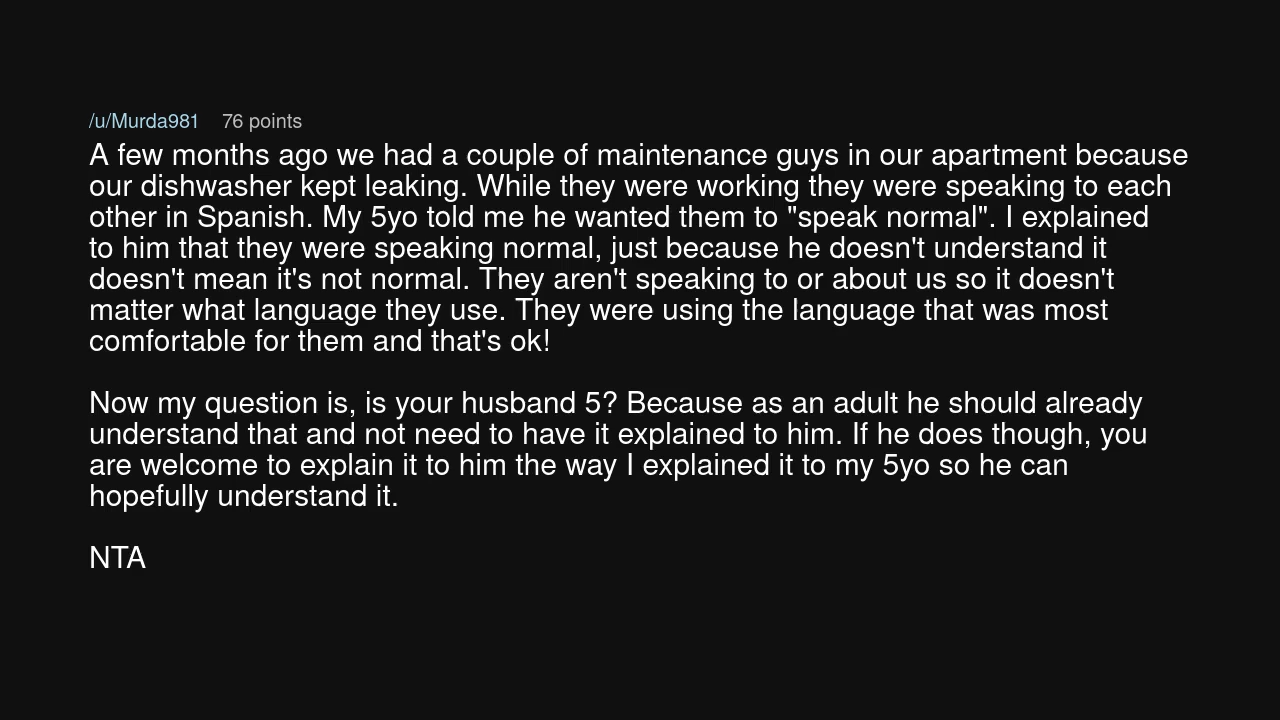 /u/Murda981 76 points
A few months ago we had a couple of maintenance guys in our apartment because
our dishwasher kept leaking. While they were working they were speaking to each
other in Spanish. My 5yo told me he wanted them to "speak normal". I explained
to him that they were speaking normal, just because he doesn't understand it
doesn't mean it's not normal. They aren't speaking to or about us so it doesn't
matter what language they use. They were using the language that was most
comfortable for them and that's ok!
Now my question is, is your husband 5? Because as an adult he should already
understand that and not need to have it explained to him. If he does though, you
are welcome to explain it to him the way I explained it to my 5yo so he can
hopefully understand it.
NTA